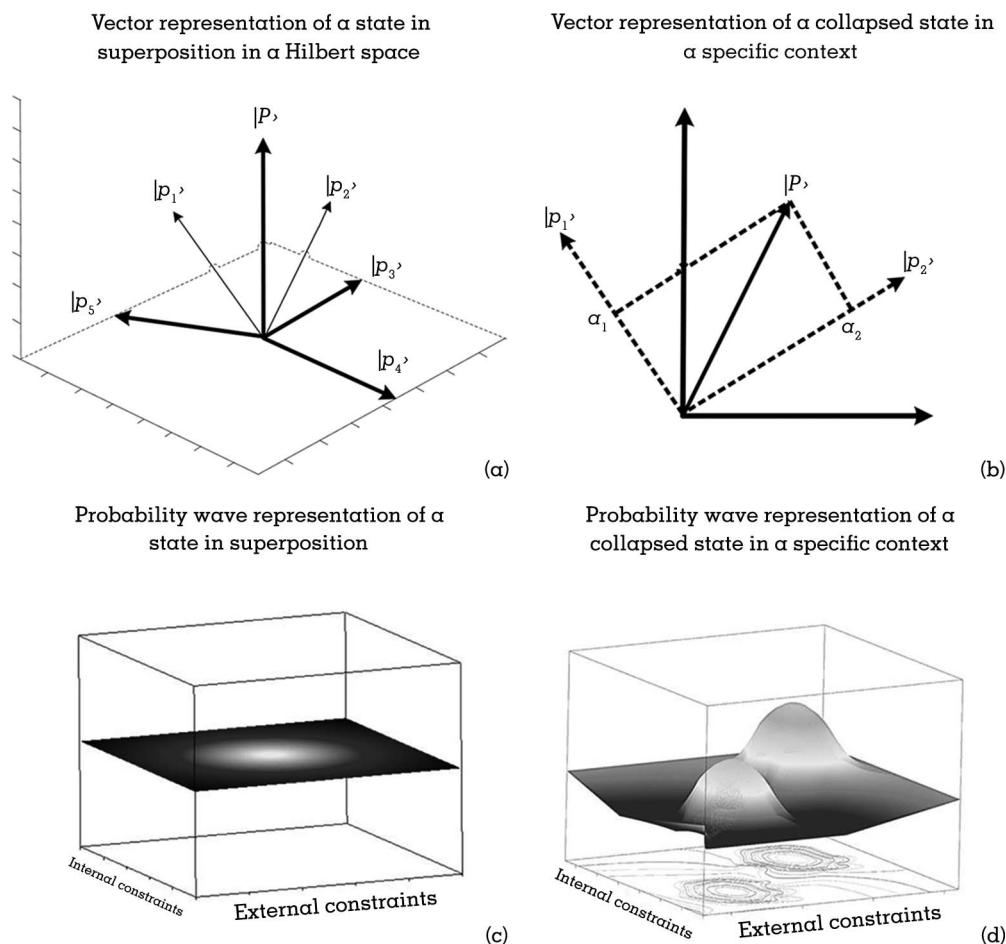 Vector representation of a state in
superposition in a Hilbert space
|P›
|p₁›
|p₂›
|p₃›
|p₅›
|p₄›
(a)
Vector representation of a collapsed state in
a specific context
|P›
|p₁›
|p₂›
α₁
α₂
(b)
Probability wave representation of a
state in superposition
Internal constraints
External constraints
(c)
Probability wave representation of a
collapsed state in a specific context
Internal constraints
External constraints
(d)